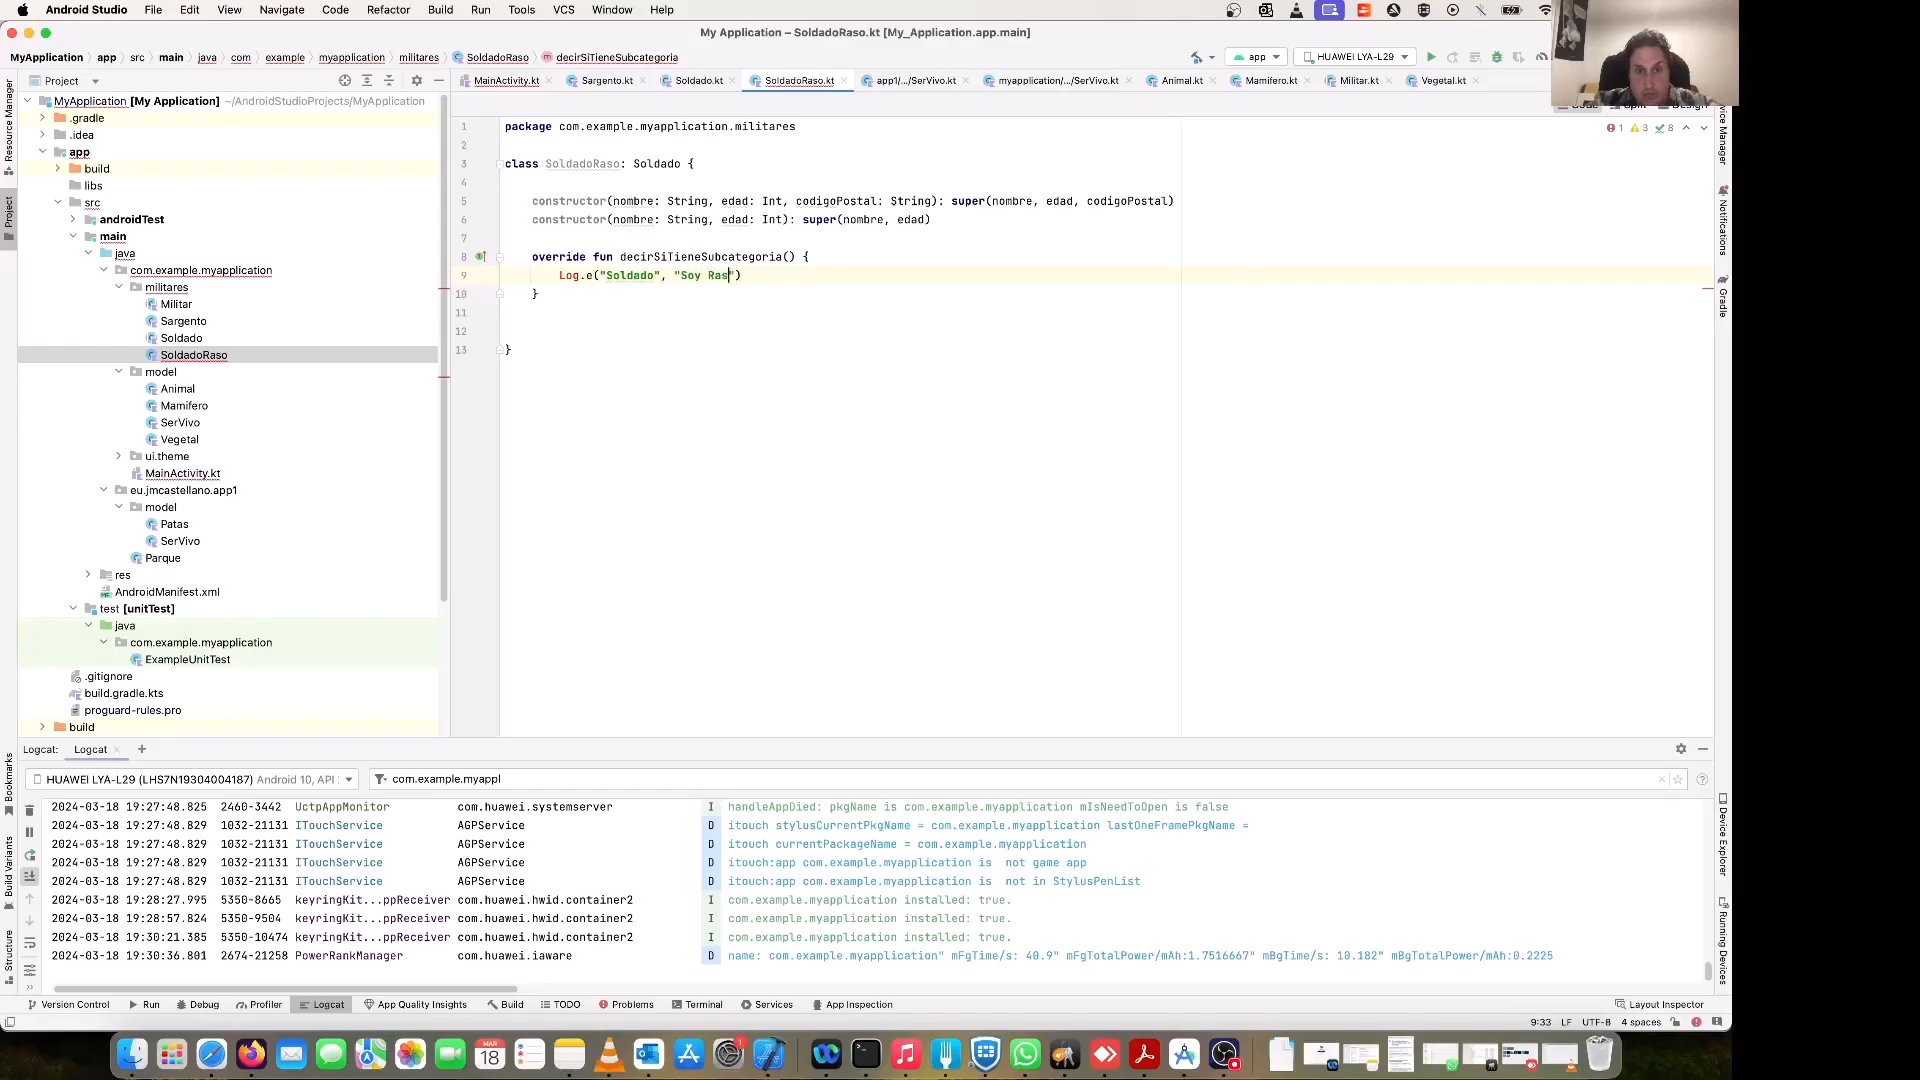 Android Studio File Edit View Navigate Code Refactor Build Run Tools VCS Window Help
My Application – SoldadoRaso.kt [My_Application.app.main]
MyApplication app src main java com example myapplication militares SoldadoRaso decirSiTieneSubcategoria
app HUAWEI LYA-L29
Project
MainActivity.kt Sargento.kt Soldado.kt SoldadoRaso.kt app1/.../SerVivo.kt myapplication/.../SerVivo.kt Animal.kt Mamifero.kt Militar.kt Vegetal.kt
MyApplication [My Application] ~/AndroidStudioProjects/MyApplication
.gradle
.idea
app
build
libs
src
androidTest
main
java
com.example.myapplication
militares
Militar
Sargento
Soldado
SoldadoRaso
model
Animal
Mamifero
SerVivo
Vegetal
ui.theme
MainActivity.kt
eu.jmcastellano.app1
model
Patas
SerVivo
Parque
res
AndroidManifest.xml
test [unitTest]
java
com.example.myapplication
ExampleUnitTest
.gitignore
build.gradle.kts
proguard-rules.pro
build
1 package com.example.myapplication.militares
2
3 class SoldadoRaso: Soldado {
4
5 constructor(nombre: String, edad: Int, codigoPostal: String): super(nombre, edad, codigoPostal)
6 constructor(nombre: String, edad: Int): super(nombre, edad)
7
8 override fun decirSiTieneSubcategoria() {
9 Log.e("Soldado", "Soy Ras")
10 }
11
12
13 }
1 3 8
Resource Manager
Project
Bookmarks
Build Variants
Structure
Notifications
Gradle
Device Explorer
Running Devices
Logcat: Logcat
HUAWEI LYA-L29 (LHS7N19304004187) Android 10, API com.example.myappl
2024-03-18 19:27:48.825 2460-3442 UctpAppMonitor com.huawei.systemserver I handleAppDied: pkgName is com.example.myapplication mIsNeedToOpen is false
2024-03-18 19:27:48.829 1032-21131 ITouchService AGPService D itouch stylusCurrentPkgName = com.example.myapplication lastOneFramePkgName =
2024-03-18 19:27:48.829 1032-21131 ITouchService AGPService D itouch currentPackageName = com.example.myapplication
2024-03-18 19:27:48.829 1032-21131 ITouchService AGPService D itouch:app com.example.myapplication is not game app
2024-03-18 19:27:48.829 1032-21131 ITouchService AGPService D itouch:app com.example.myapplication is not in StylusPenList
2024-03-18 19:28:27.995 5350-8665 keyringKit...ppReceiver com.huawei.hwid.container2 I com.example.myapplication installed: true.
2024-03-18 19:28:57.824 5350-9504 keyringKit...ppReceiver com.huawei.hwid.container2 I com.example.myapplication installed: true.
2024-03-18 19:30:21.385 5350-10474 keyringKit...ppReceiver com.huawei.hwid.container2 I com.example.myapplication installed: true.
2024-03-18 19:30:36.801 2674-21258 PowerRankManager com.huawei.iaware D name: com.example.myapplication" mFgTime/s: 40.9" mFgTotalPower/mAh:1.7516667" mBgTime/s: 10.182" mBgTotalPower/mAh:0.2225
Version Control Run Debug Profiler Logcat App Quality Insights Build TODO Problems Terminal Services App Inspection Layout Inspector
9:33 LF UTF-8 4 spaces
MAR
18